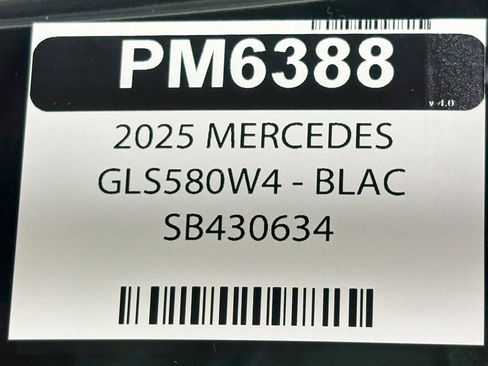 PM6388
v 4.0
2025 MERCEDES
GLS580W4 - BLAC
SB430634